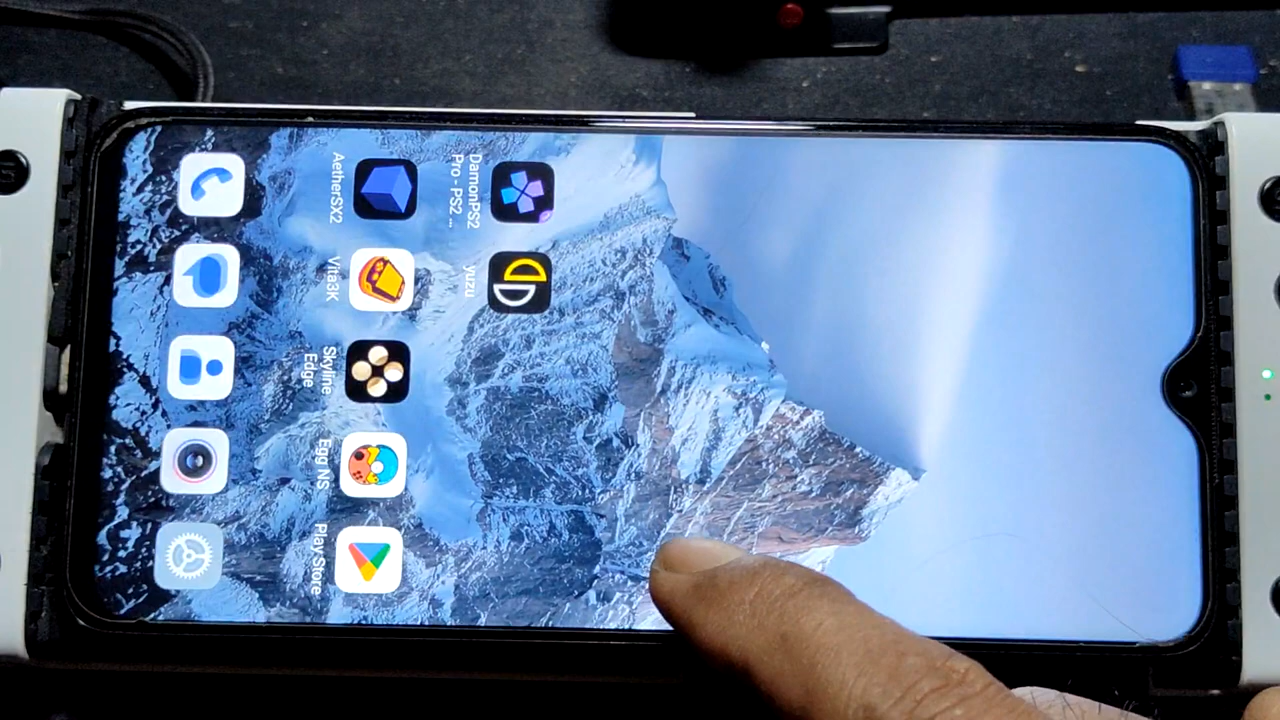 DamonPS2
Pro - PS2 ...
yuzu
AetherSX2
Vita3K
Skyline
Edge
Egg NS
Play Store